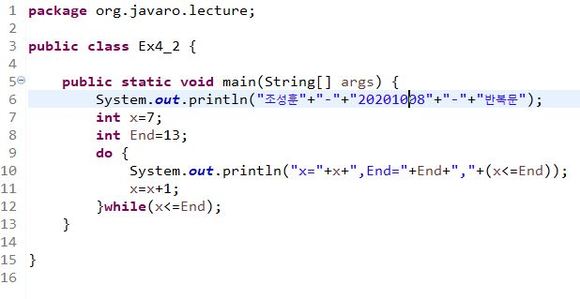 1 package org.javaro.lecture;
2
3 public class Ex4_2 {
4
5     public static void main(String[] args) {
6         System.out.println("조성훈"+"-"+"20201008"+"-"+"반복문");
7         int x=7;
8         int End=13;
9         do {
10             System.out.println("x="+x+",End="+End+","+(x<=End));
11             x=x+1;
12         }while(x<=End);
13     }
14
15 }
16